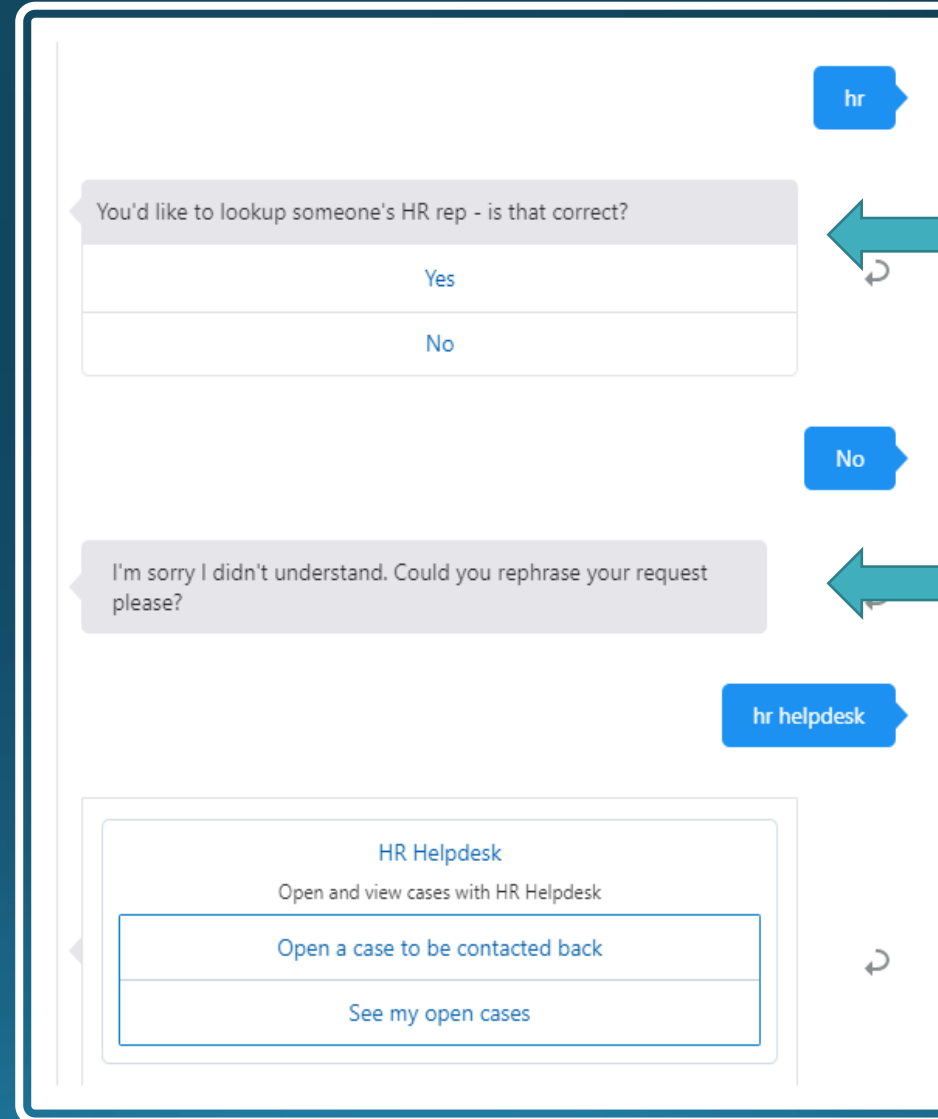 hr
You'd like to lookup someone's HR rep - is that correct?
Yes
No
No
I'm sorry I didn't understand. Could you rephrase your request
please?
hr helpdesk
HR Helpdesk
Open and view cases with HR Helpdesk
Open a case to be contacted back
See my open cases